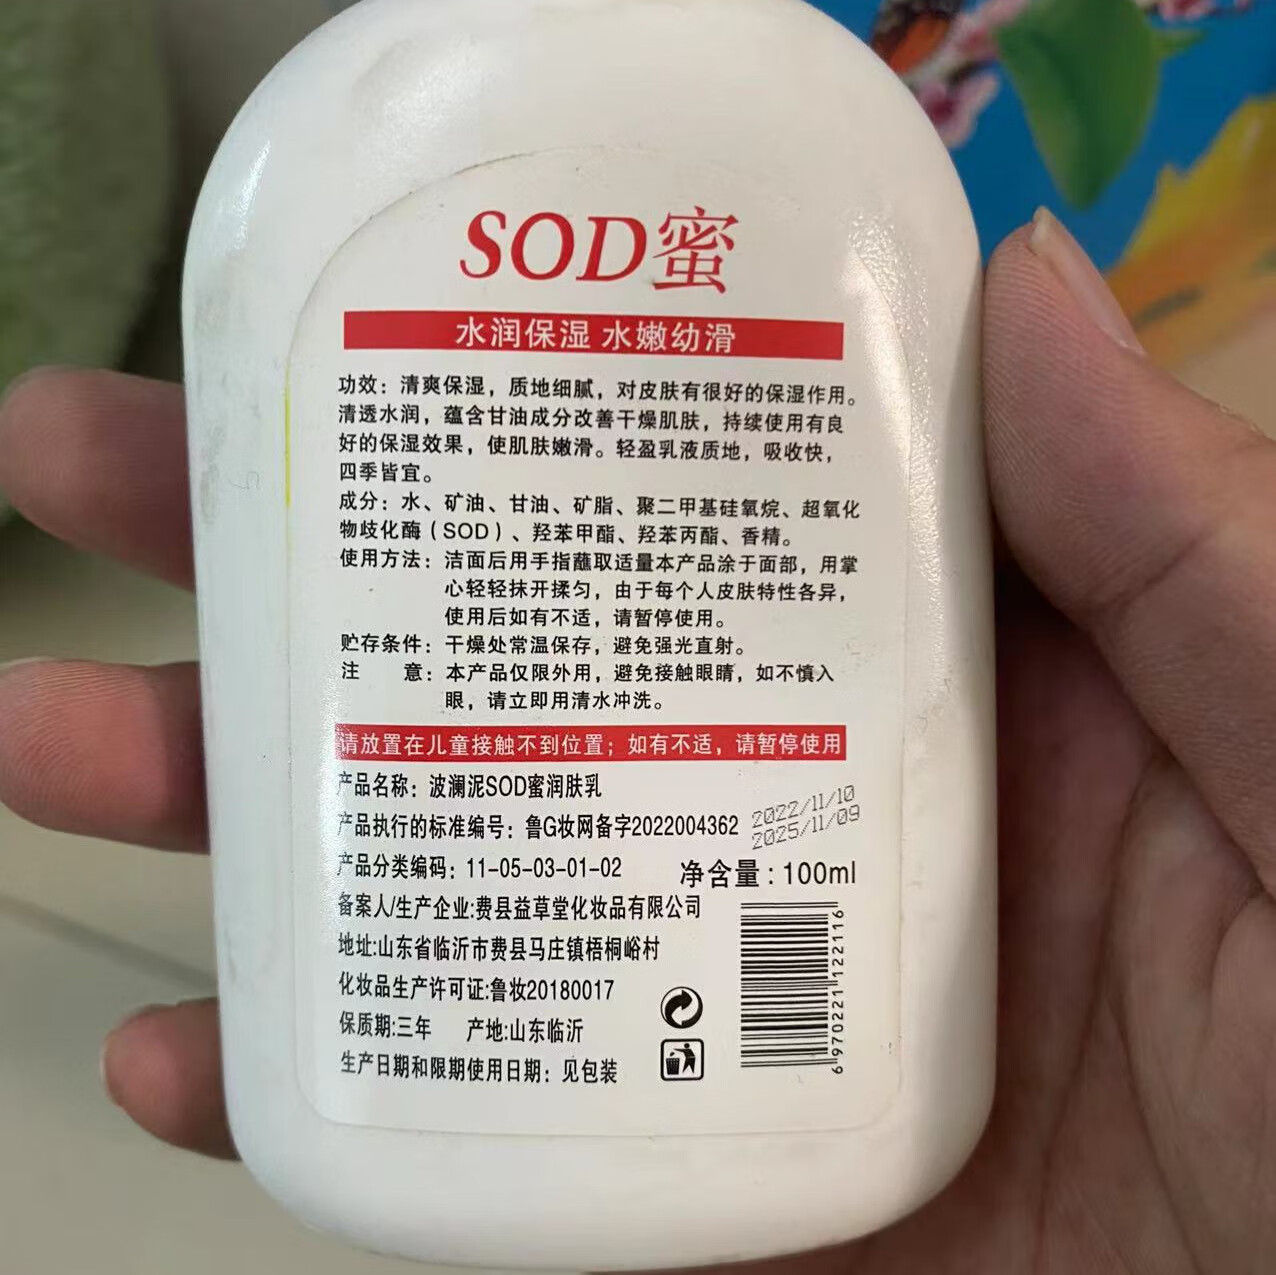 SOD蜜
水润保湿 水嫩幼滑
功效：清爽保湿，质地细腻，对皮肤有很好的保湿作用。
清透水润，蕴含甘油成分改善干燥肌肤，持续使用有良
好的保湿效果，使肌肤嫩滑。轻盈乳液质地，吸收快，
四季皆宜。
成分：水、矿油、甘油、矿脂、聚二甲基硅氧烷、超氧化
物歧化酶（SOD）、羟苯甲酯、羟苯丙酯、香精。
使用方法：洁面后用手指蘸取适量本产品涂于面部，用掌
心轻轻抹开揉匀，由于每个人皮肤特性各异，
使用后如有不适，请暂停使用。
贮存条件：干燥处常温保存，避免强光直射。
注 意：本产品仅限外用，避免接触眼睛，如不慎入
眼，请立即用清水冲洗。
请放置在儿童接触不到位置；如有不适，请暂停使用
产品名称：波澜泥SOD蜜润肤乳
产品执行的标准编号：鲁G妆网备字2022004362
2022/11/10
2025/11/09
产品分类编码：11-05-03-01-02
净含量：100ml
备案人/生产企业:费县益草堂化妆品有限公司
地址:山东省临沂市费县马庄镇梧桐峪村
化妆品生产许可证:鲁妆20180017
保质期:三年 产地:山东临沂
生产日期和限期使用日期：见包装
6970221122116